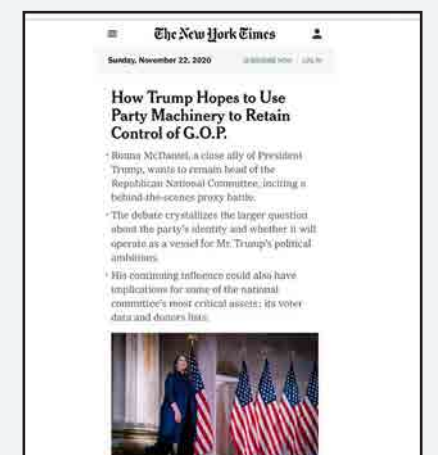 The New York Times
Sunday, November 22, 2020
SUBSCRIBE NOW LOG IN
How Trump Hopes to Use
Party Machinery to Retain
Control of G.O.P.
• Ronna McDaniel, a close ally of President
Trump, wants to remain head of the
Republican National Committee, inciting a
behind-the-scenes proxy battle.
• The debate crystallizes the larger question
about the party's identity and whether it will
operate as a vessel for Mr. Trump's political
ambitions.
• His continuing influence could also have
implications for some of the national
committee's most critical assets: its voter
data and donors lists.